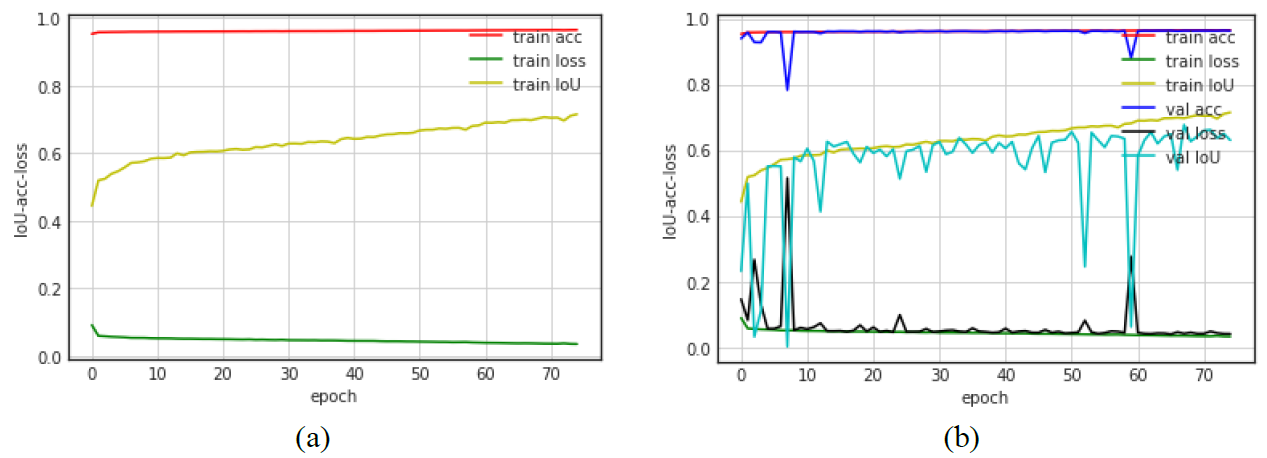 1.0
0.8
0.6
0.4
0.2
0.0
IoU-acc-loss
0 10 20 30 40 50 60 70
epoch
train acc
train loss
train IoU
(a)
1.0
0.8
0.6
0.4
0.2
0.0
IoU-acc-loss
0 10 20 30 40 50 60 70
epoch
train acc
train loss
train IoU
val acc
val loss
val IoU
(b)